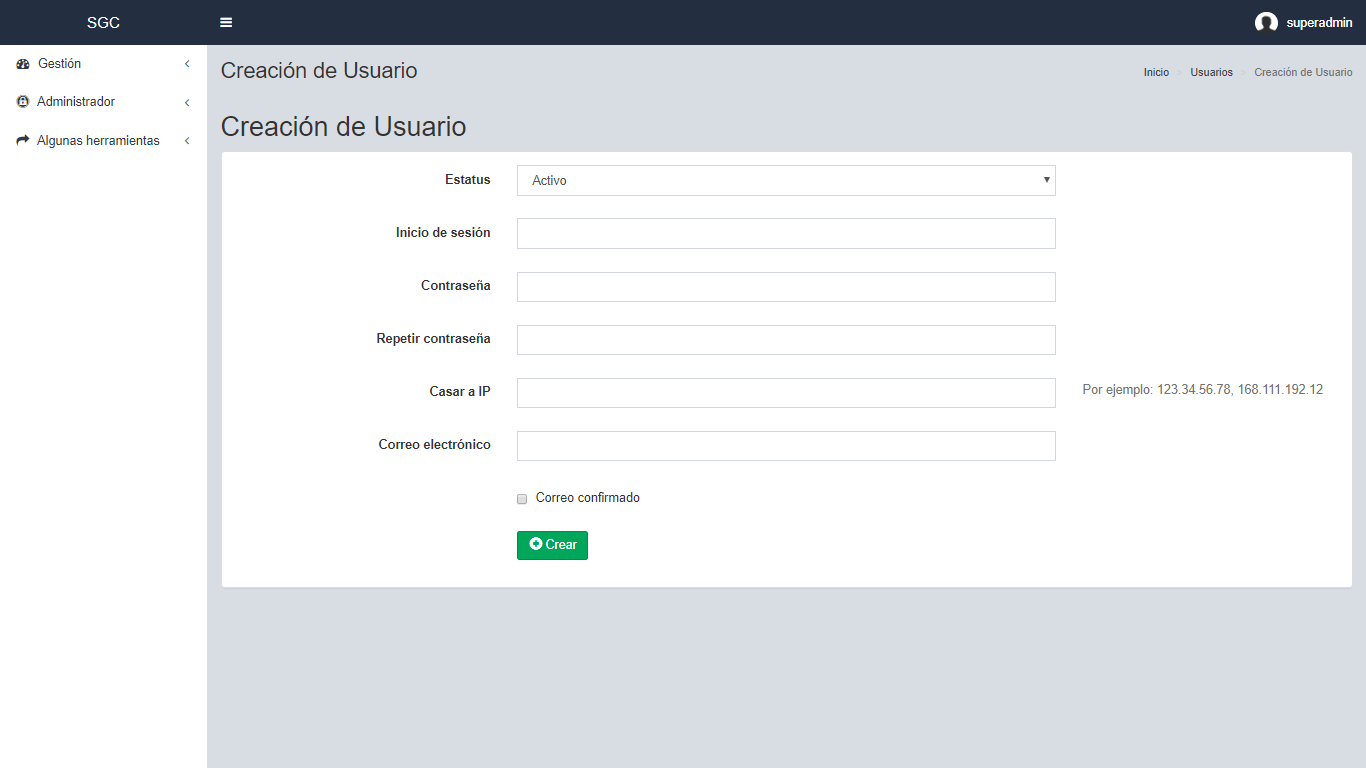 SGC
superadmin
Gestión
Administrador
Algunas herramientas
Creación de Usuario
Inicio > Usuarios > Creación de Usuario
Creación de Usuario
Estatus
Activo
Inicio de sesión
Contraseña
Repetir contraseña
Casar a IP
Por ejemplo: 123.34.56.78, 168.111.192.12
Correo electrónico
Correo confirmado
Crear